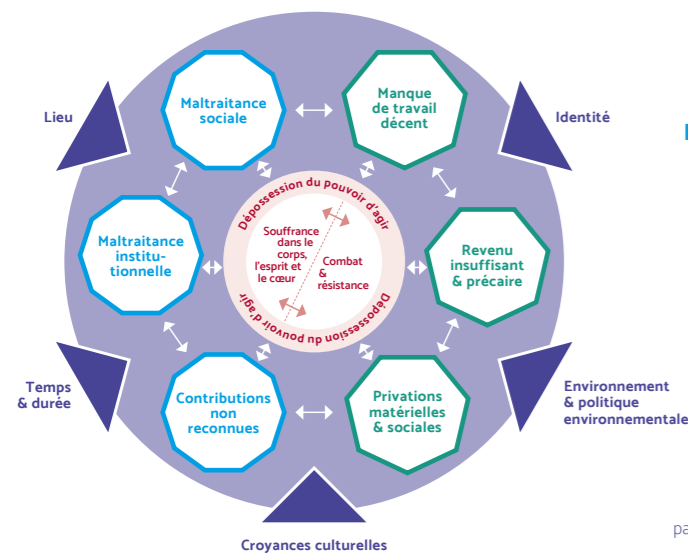 Maltraitance
sociale
Manque
de travail
décent
Lieu
Identité
Dépossession du pouvoir d'agir
Maltraitance
institu-
tionnelle
Souffrance
dans le
corps,
l'esprit et
le cœur
Combat
&
résistance
Revenu
insuffisant
& précaire
Dépossession du pouvoir d'agir
Temps
& durée
Contributions
non
reconnues
Privations
matérielles
& sociales
Environnement
& politique
environnementale
Croyances culturelles
pa